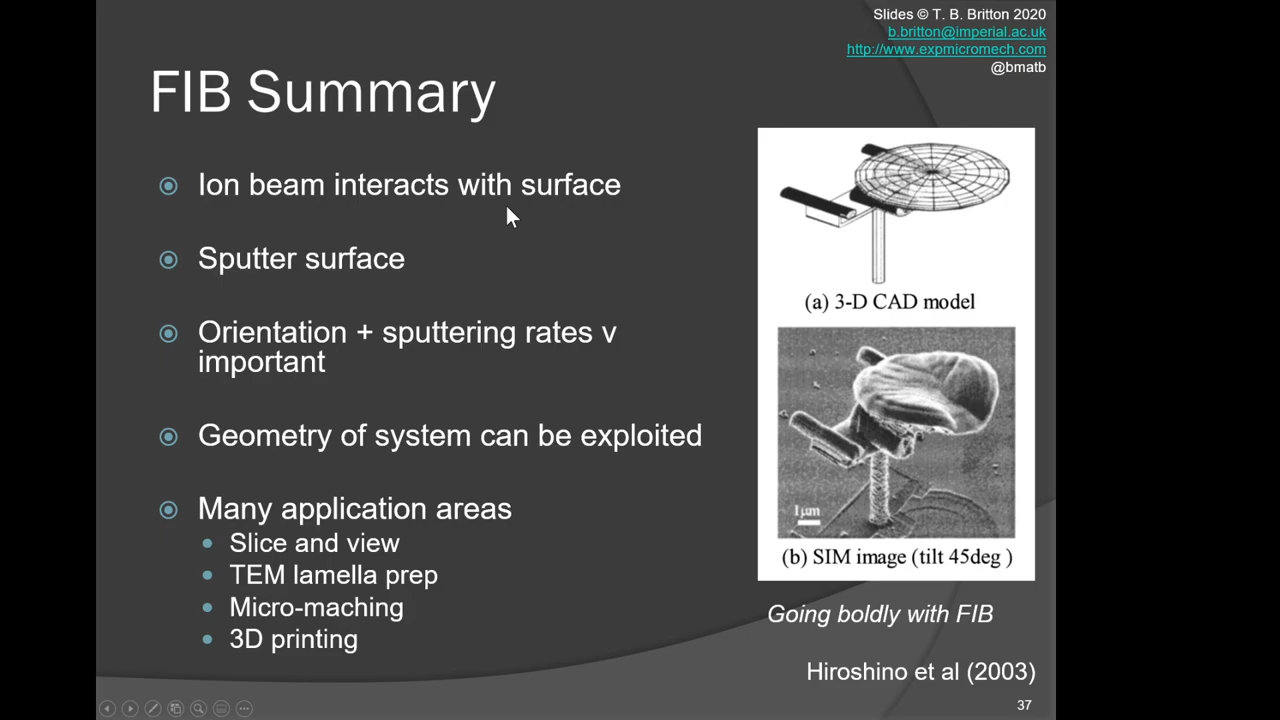 Slides © T. B. Britton 2020
b.britton@imperial.ac.uk
http://www.expmicromech.com
@bmatb
FIB Summary
Ion beam interacts with surface
Sputter surface
Orientation + sputtering rates v
important
Geometry of system can be exploited
Many application areas
Slice and view
TEM lamella prep
Micro-maching
3D printing
(a) 3-D CAD model
1μm
(b) SIM image (tilt 45deg )
Going boldly with FIB
Hiroshino et al (2003)
37